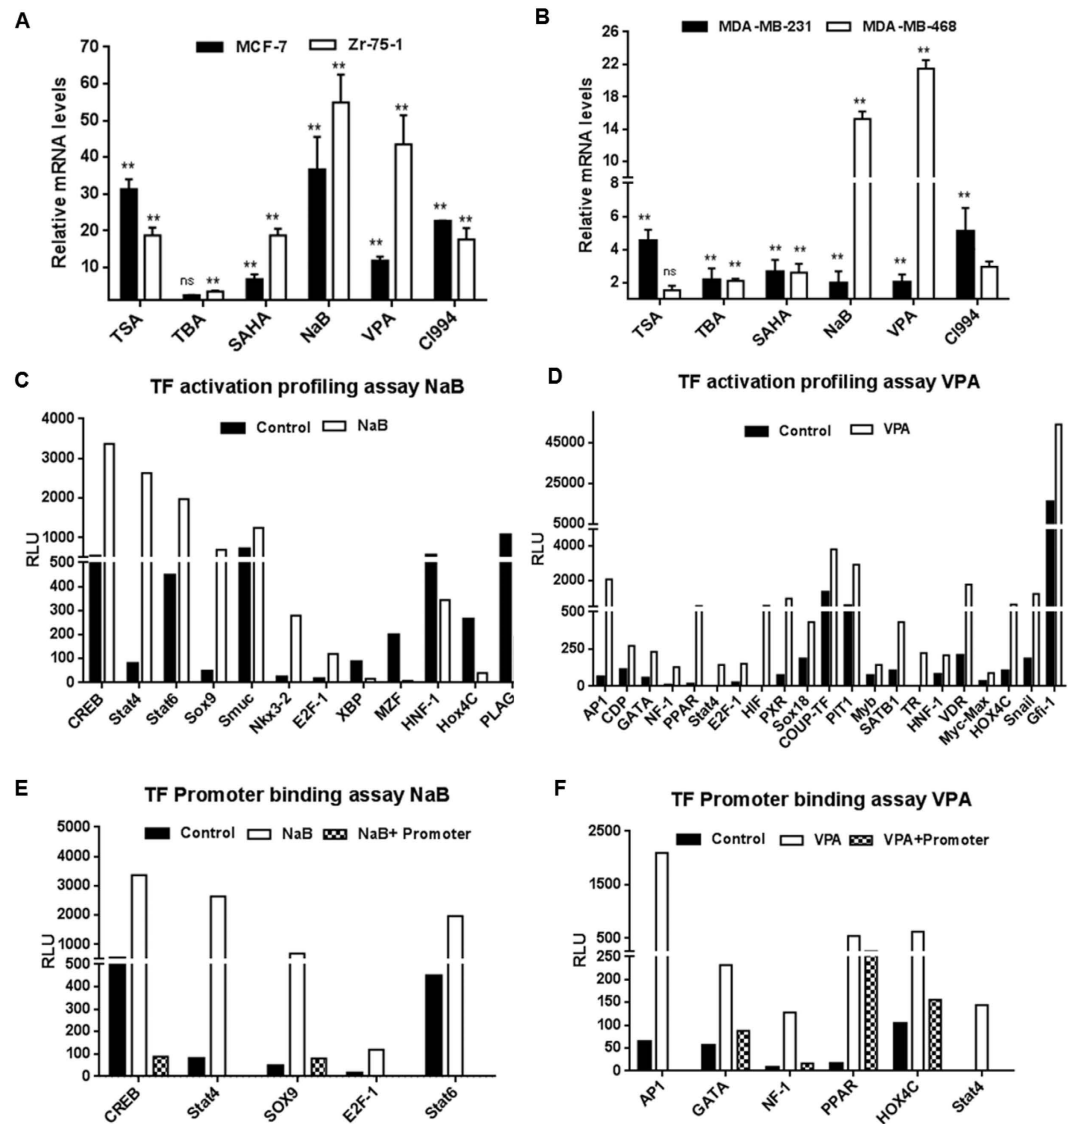 A
MCF-7 Zr-75-1
Relative mRNA levels
70
60
50
40
30
20
10
** ** ns ** ** ** ** ** ** ** ** **
TSA TBA SAHA NaB VPA CI994
B
MDA-MB-231 MDA-MB-468
Relative mRNA levels
26
22
18
14
10
8
6
4
2
** ns ** ** ** ** ** ** ** ** **
TSA TBA SAHA NaB VPA CI994
C
TF activation profiling assay NaB
Control NaB
RLU
4000
3000
2000
1000
500
400
300
200
100
0
CREB Stat4 Stat6 Sox9 Smuc Nkx3-2 E2F-1 XBP MZF HNF-1 Hox4C PLAG
D
TF activation profiling assay VPA
Control VPA
RLU
45000
25000
5000
4000
2000
500
250
0
AP1 CDP GATA NF-1 PPAR Stat4 E2F-1 HIF PXR Sox18 COUP-TF PIT1 Myb SATB1 TR HNF-1 VDR Myc-Max HOX4C Snail Gfi-1
E
TF Promoter binding assay NaB
Control NaB NaB+ Promoter
RLU
5000
4000
3000
2000
1000
500
400
300
200
100
0
CREB Stat4 SOX9 E2F-1 Stat6
F
TF Promoter binding assay VPA
Control VPA VPA+Promoter
RLU
2500
1500
500
250
200
150
100
50
0
AP1 GATA NF-1 PPAR HOX4C Stat4